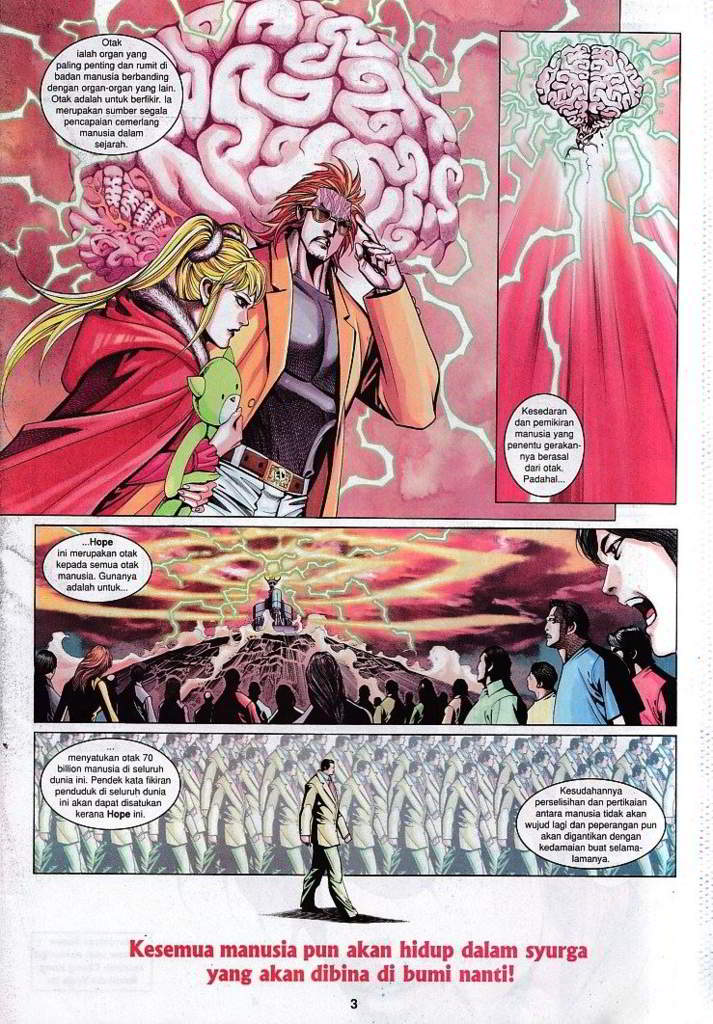 Otak
ialah organ yang
paling penting dan rumit di
badan manusia berbanding
dengan organ-organ yang lain.
Otak adalah untuk berfikir. Ia
merupakan sumber segala
pencapaian cemerlang
manusia dalam
sejarah.
Kesedaran
dan pemikiran
manusia yang
penentu gerakan-
nya berasal
dari otak.
Padahal...
...Hope
ini merupakan otak
kepada semua otak
manusia. Gunanya
adalah untuk...
...
menyatukan otak 70
billion manusia di seluruh
dunia ini. Pendek kata fikiran
penduduk di seluruh dunia
ini akan dapat disatukan
kerana Hope ini.
Kesudahannya
perselisihan dan pertikaian
antara manusia tidak akan
wujud lagi dan peperangan pun
akan digantikan dengan
kedamaian buat selama-
lamanya.
Kesemua manusia pun akan hidup dalam syurga
yang akan dibina di bumi nanti!
3